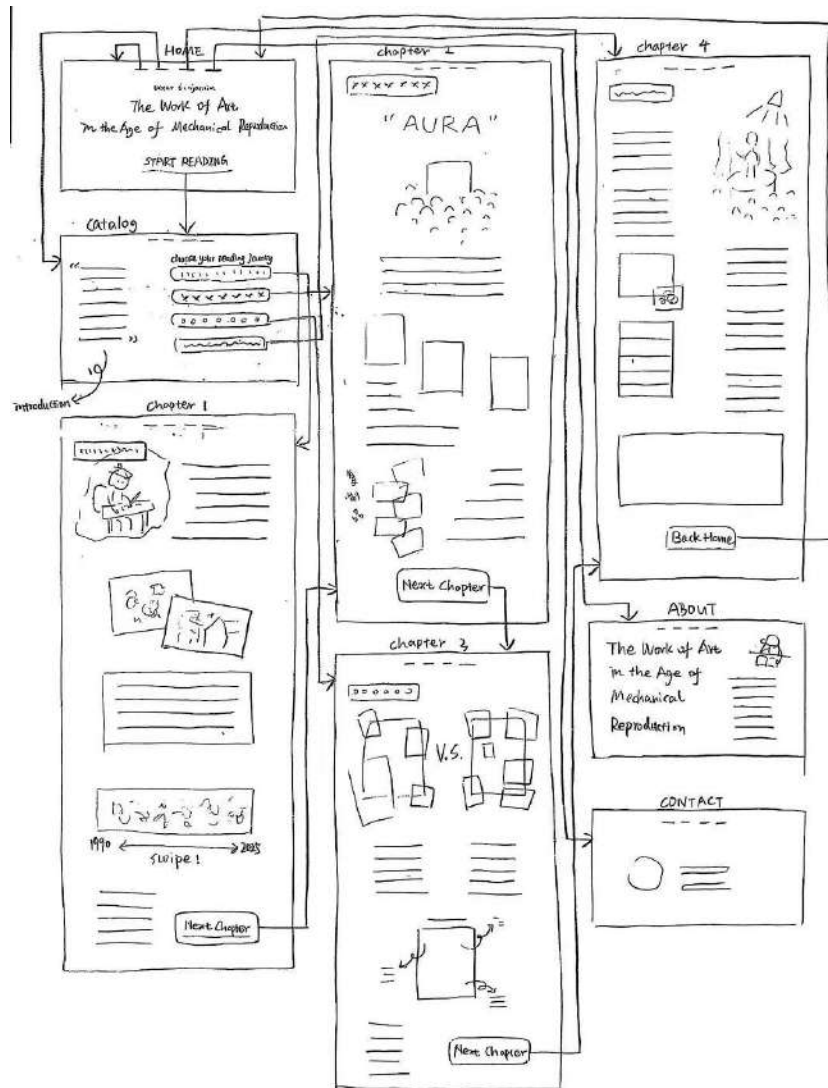 HOME
The Work of Art
in the Age of Mechanical Reproduction
START READING
Catalog
“
choose your reading journey
xxxxxxx
”
introduction
chapter 1
1990
2025
swipe!
Next Chapter
chapter 2
xxxxxxx
"AURA"
Next Chapter
chapter 3
V.S.
Next Chapter
chapter 4
Back Home
ABOUT
The Work of Art
in the Age of
Mechanical
Reproduction
CONTACT